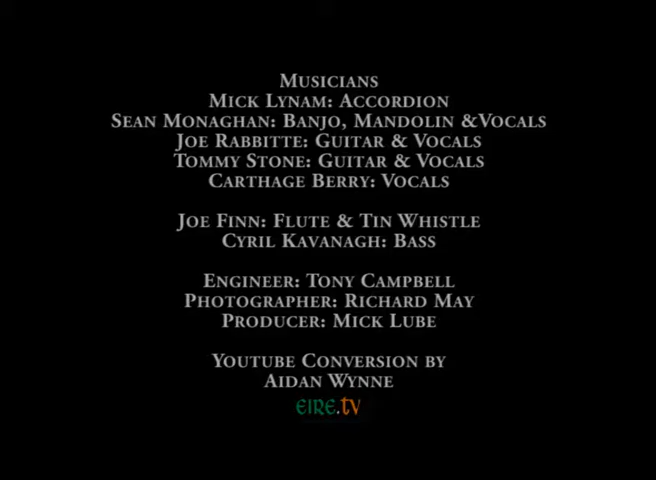 MUSICIANS
MICK LYNAM: ACCORDION
SEAN MONAGHAN: BANJO, MANDOLIN &VOCALS
JOE RABBITTE: GUITAR & VOCALS
TOMMY STONE: GUITAR & VOCALS
CARTHAGE BERRY: VOCALS
JOE FINN: FLUTE & TIN WHISTLE
CYRIL KAVANAGH: BASS
ENGINEER: TONY CAMPBELL
PHOTOGRAPHER: RICHARD MAY
PRODUCER: MICK LUBE
YOUTUBE CONVERSION BY
AIDAN WYNNE
EIRE.TV